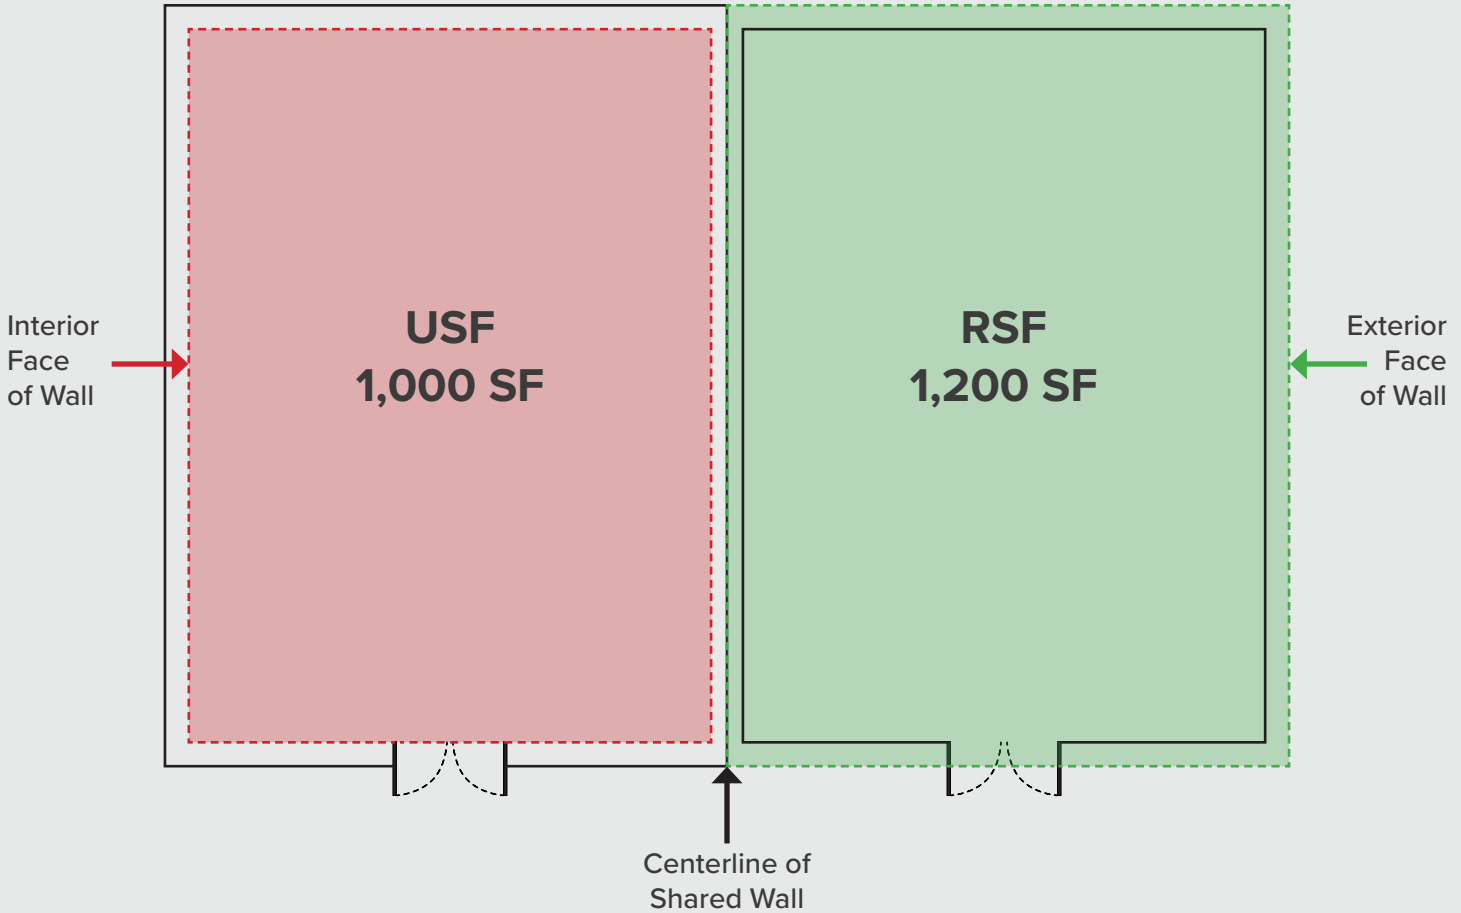 USF
1,000 SF
RSF
1,200 SF
Interior
Face
of Wall
Exterior
Face
of Wall
Centerline of
Shared Wall